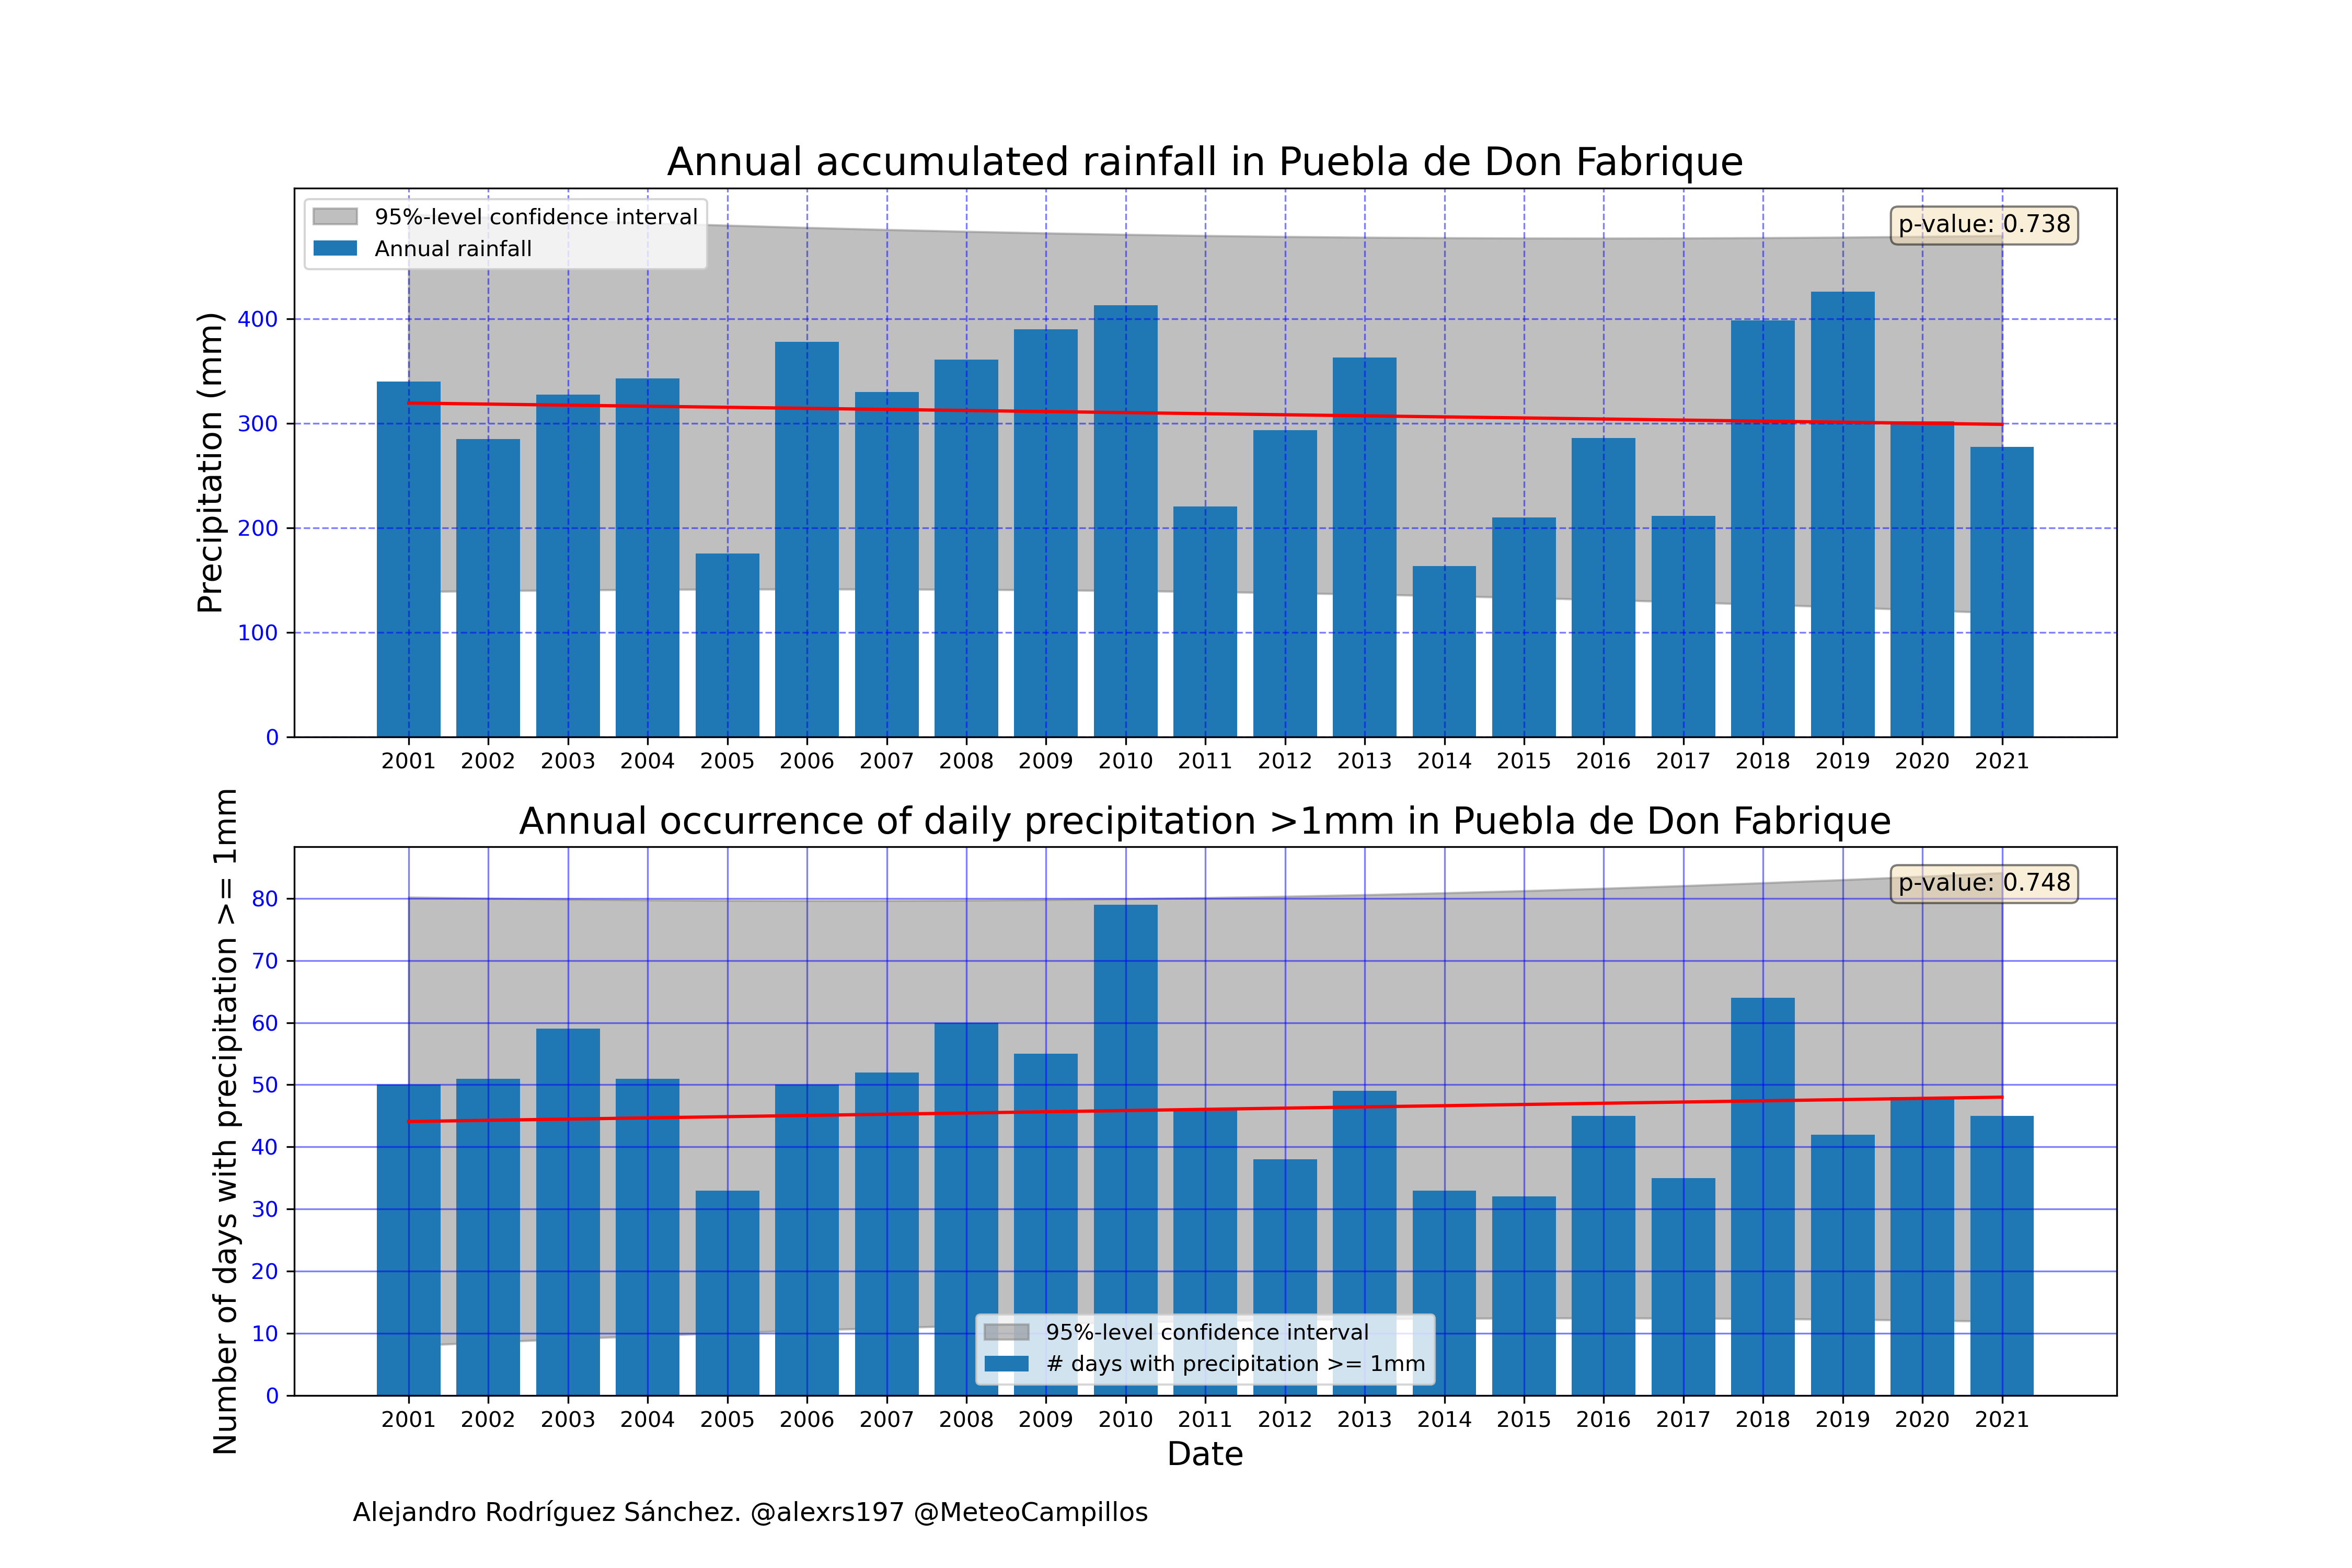 Annual accumulated rainfall in Puebla de Don Fabrique
95%-level confidence interval
Annual rainfall
p-value: 0.738
Precipitation (mm)
400
300
200
100
0
2001 2002 2003 2004 2005 2006 2007 2008 2009 2010 2011 2012 2013 2014 2015 2016 2017 2018 2019 2020 2021
Annual occurrence of daily precipitation >1mm in Puebla de Don Fabrique
p-value: 0.748
Number of days with precipitation >= 1mm
80
70
60
50
40
30
20
10
0
95%-level confidence interval
# days with precipitation >= 1mm
2001 2002 2003 2004 2005 2006 2007 2008 2009 2010 2011 2012 2013 2014 2015 2016 2017 2018 2019 2020 2021
Date
Alejandro Rodríguez Sánchez. @alexrs197 @MeteoCampillos